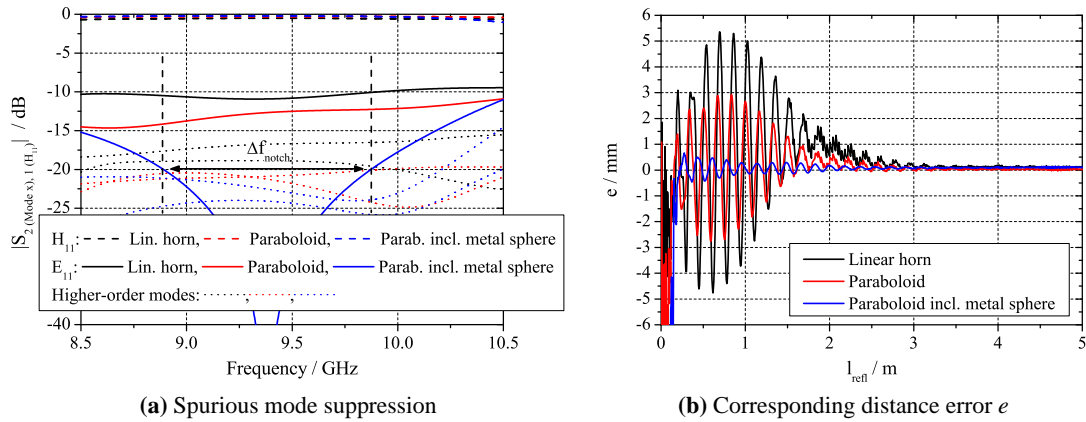 |S2 (Mode x), 1 (H11)| / dB
0
-5
-10
-15
-20
-25
-40
Δfnotch
H11: Lin. horn, Paraboloid, Parab. incl. metal sphere
E11: Lin. horn, Paraboloid, Parab. incl. metal sphere
Higher-order modes: , ,
8.5 9.0 9.5 10.0 10.5
Frequency / GHz
(a) Spurious mode suppression
e / mm
6
5
4
3
2
1
0
-1
-2
-3
-4
-5
-6
Linear horn
Paraboloid
Paraboloid incl. metal sphere
0 1 2 3 4 5
lrefl / m
(b) Corresponding distance error e